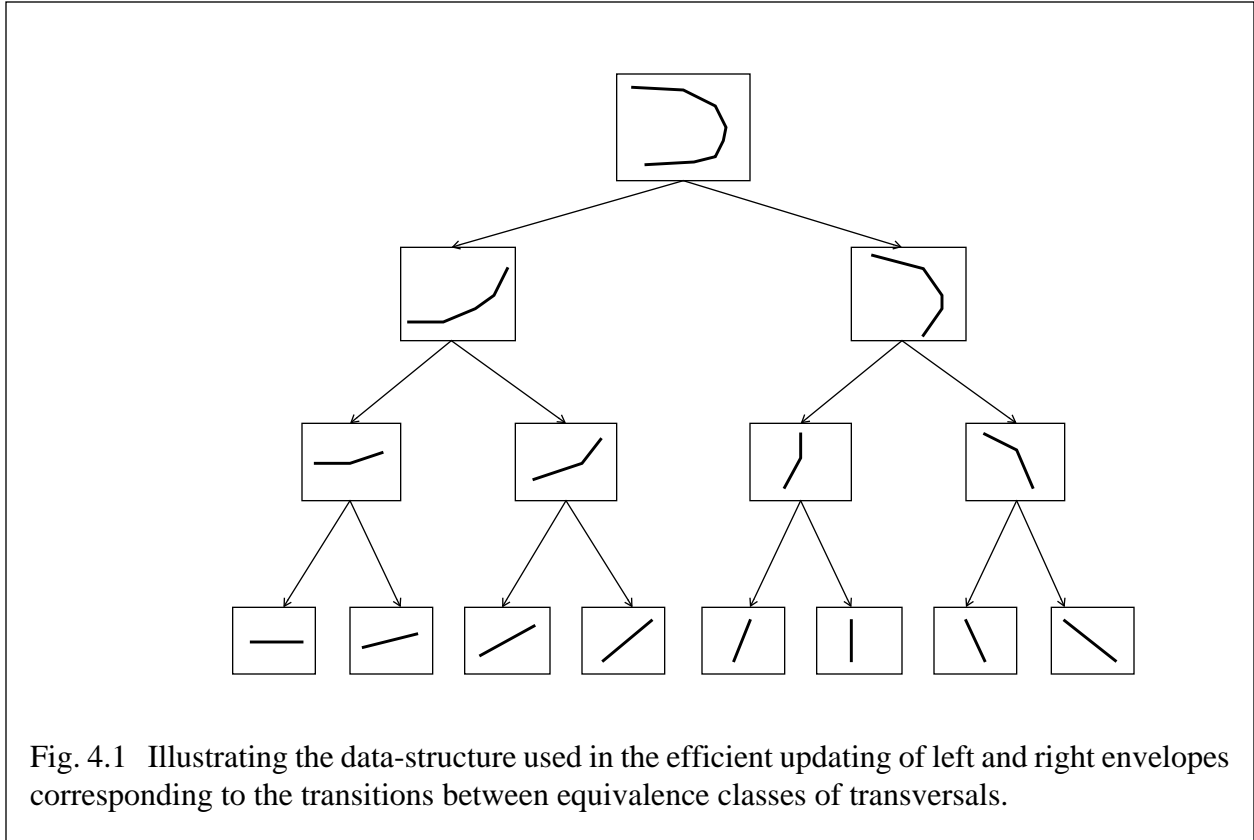 Fig. 4.1 Illustrating the data-structure used in the efficient updating of left and right envelopes
corresponding to the transitions between equivalence classes of transversals.